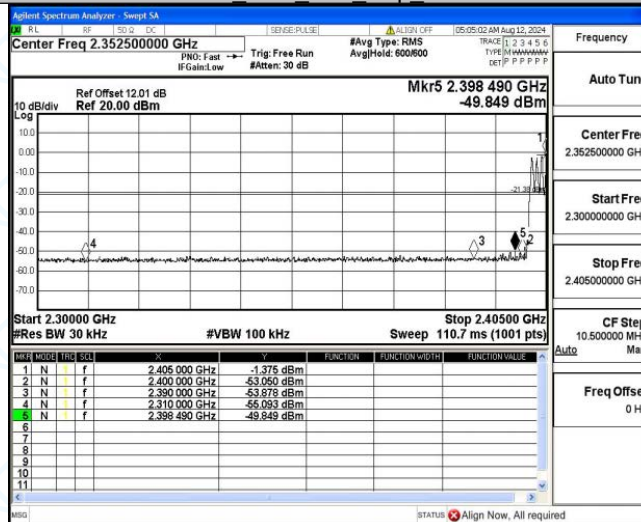 Agilent Spectrum Analyzer - Swept SA
RL RF 50 Ω DC SENSE:PULSE ALIGN OFF 05:05:02 AM Aug 12, 2024
Center Freq 2.352500000 GHz
PNO: Fast
IFGain:Low
Trig: Free Run
#Atten: 30 dB
#Avg Type: RMS
Avg|Hold: 600/600
TRACE 1 2 3 4 5 6
TYPE M WWWWW
DET P P P P P P
Mkr5 2.398 490 GHz
-49.849 dBm
Ref Offset 12.01 dB
Ref 20.00 dBm
10 dB/div
Log
10.0
0.00
-10.0
-20.0
-30.0
-40.0
-50.0
-60.0
-70.0
1
4
3
5
2
Start 2.30000 GHz
Stop 2.40500 GHz
#Res BW 30 kHz
#VBW 100 kHz
Sweep 110.7 ms (1001 pts)
MKR MODE TRC SCL X Y FUNCTION FUNCTION WIDTH FUNCTION VALUE
1 N 1 f 2.405 000 GHz -1.375 dBm
2 N 1 f 2.400 000 GHz -53.050 dBm
3 N 1 f 2.390 000 GHz -53.878 dBm
4 N 1 f 2.310 000 GHz -55.093 dBm
5 N 1 f 2.398 490 GHz -49.849 dBm
6
7
8
9
10
11
MSG
STATUS Align Now, All required
Frequency
Auto Tun
Center Fre
2.352500000 GH
Start Fre
2.300000000 GH
Stop Fre
2.405000000 GH
CF Step
10.500000 MH
Auto Ma
Freq Offse
0 H